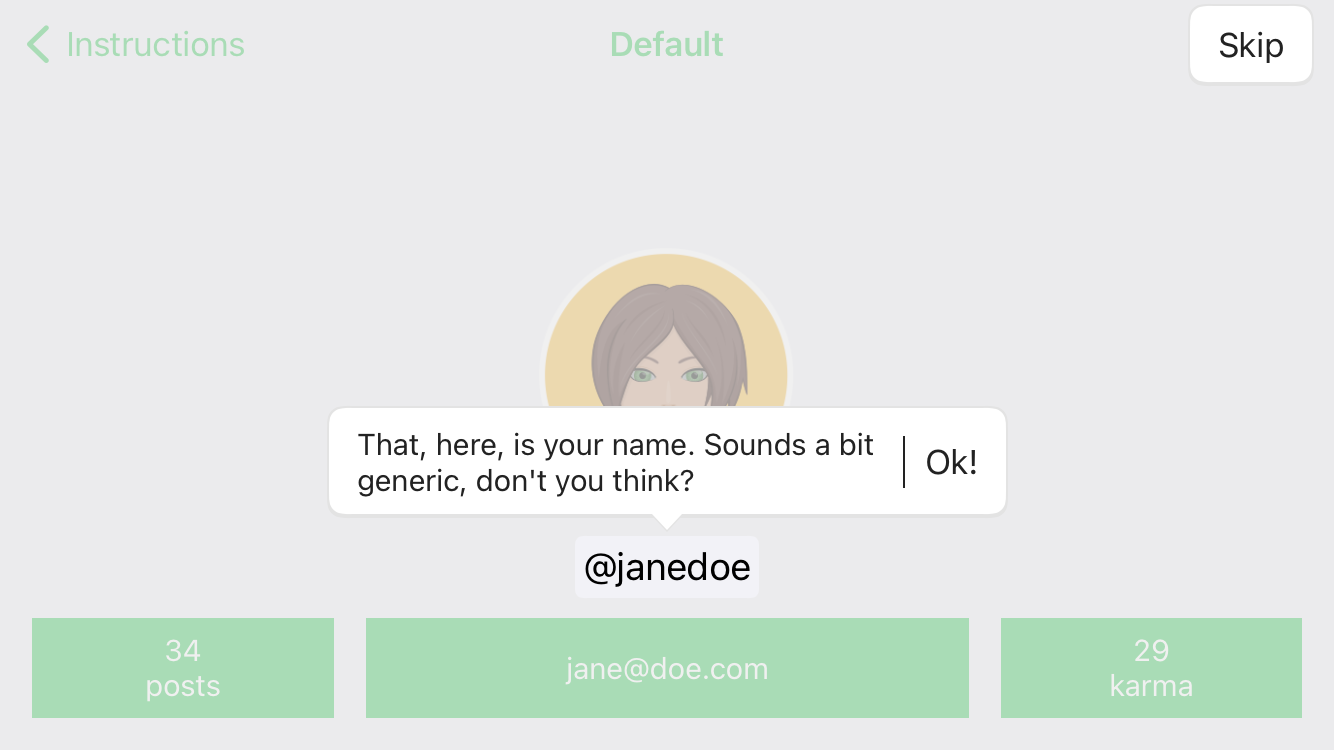 Instructions
Default
Skip
That, here, is your name. Sounds a bit
generic, don't you think?
Ok!
@janedoe
34
posts
jane@doe.com
29
karma